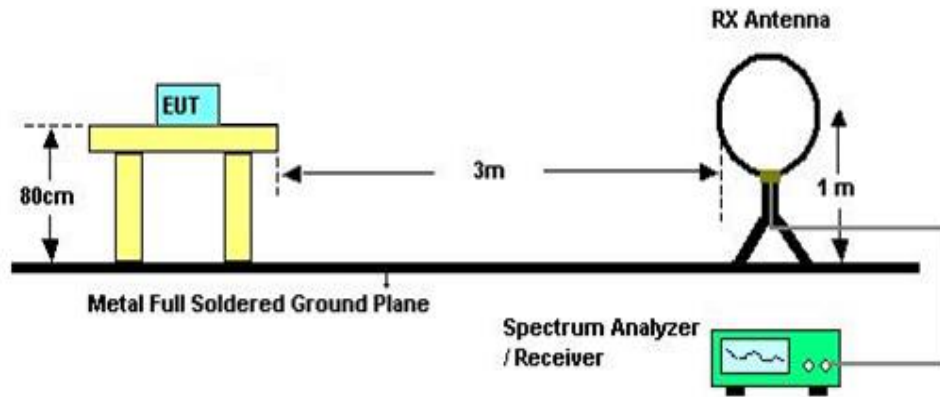 RX Antenna
EUT
80cm
3m
1 m
Metal Full Soldered Ground Plane
Spectrum Analyzer
/ Receiver